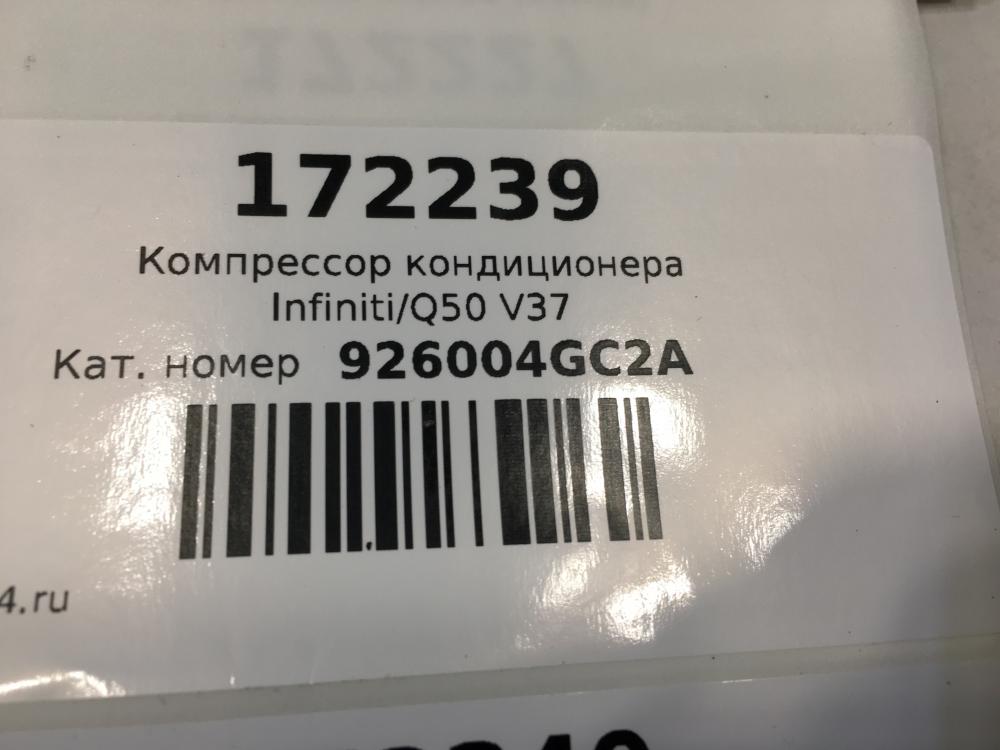 172239
Компрессор кондиционера
Infiniti/Q50 V37
Кат. номер 926004GC2A
4.ru